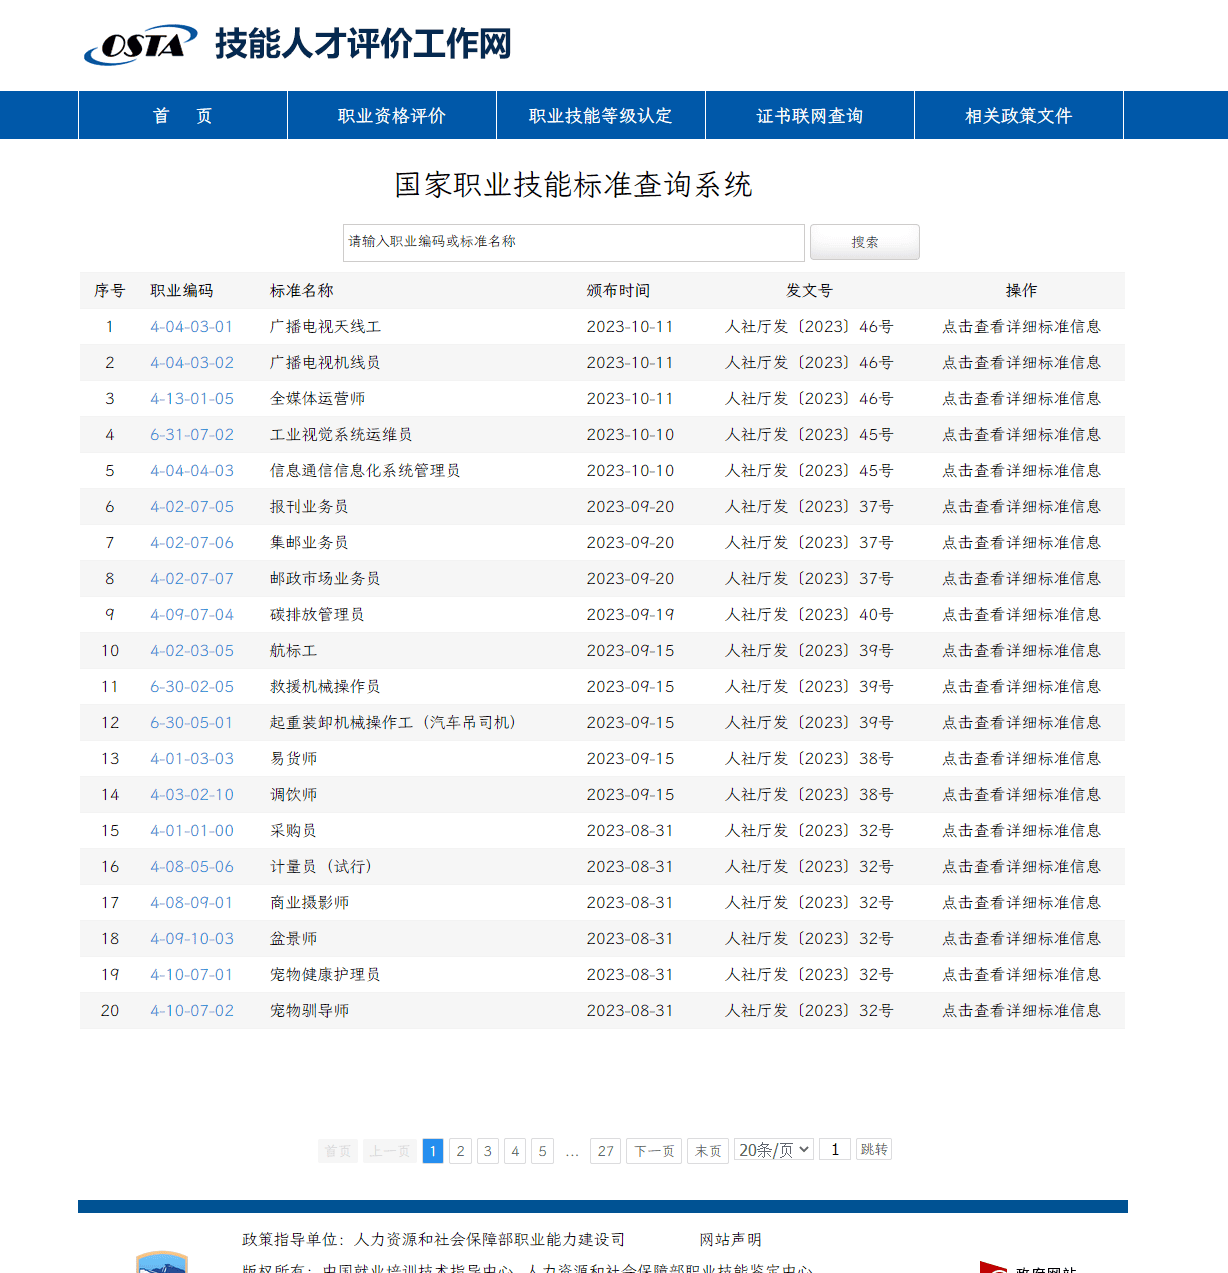 OSTA 技能人才评价工作网
首 页 职业资格评价 职业技能等级认定 证书联网查询 相关政策文件
国家职业技能标准查询系统
请输入职业编码或标准名称 搜索
序号 职业编码 标准名称 颁布时间 发文号 操作
1 4-04-03-01 广播电视天线工 2023-10-11 人社厅发〔2023〕46号 点击查看详细标准信息
2 4-04-03-02 广播电视机线员 2023-10-11 人社厅发〔2023〕46号 点击查看详细标准信息
3 4-13-01-05 全媒体运营师 2023-10-11 人社厅发〔2023〕46号 点击查看详细标准信息
4 6-31-07-02 工业视觉系统运维员 2023-10-10 人社厅发〔2023〕45号 点击查看详细标准信息
5 4-04-04-03 信息通信信息化系统管理员 2023-10-10 人社厅发〔2023〕45号 点击查看详细标准信息
6 4-02-07-05 报刊业务员 2023-09-20 人社厅发〔2023〕37号 点击查看详细标准信息
7 4-02-07-06 集邮业务员 2023-09-20 人社厅发〔2023〕37号 点击查看详细标准信息
8 4-02-07-07 邮政市场业务员 2023-09-20 人社厅发〔2023〕37号 点击查看详细标准信息
9 4-09-07-04 碳排放管理员 2023-09-19 人社厅发〔2023〕40号 点击查看详细标准信息
10 4-02-03-05 航标工 2023-09-15 人社厅发〔2023〕39号 点击查看详细标准信息
11 6-30-02-05 救援机械操作员 2023-09-15 人社厅发〔2023〕39号 点击查看详细标准信息
12 6-30-05-01 起重装卸机械操作工（汽车吊司机） 2023-09-15 人社厅发〔2023〕39号 点击查看详细标准信息
13 4-01-03-03 易货师 2023-09-15 人社厅发〔2023〕38号 点击查看详细标准信息
14 4-03-02-10 调饮师 2023-09-15 人社厅发〔2023〕38号 点击查看详细标准信息
15 4-01-01-00 采购员 2023-08-31 人社厅发〔2023〕32号 点击查看详细标准信息
16 4-08-05-06 计量员（试行） 2023-08-31 人社厅发〔2023〕32号 点击查看详细标准信息
17 4-08-09-01 商业摄影师 2023-08-31 人社厅发〔2023〕32号 点击查看详细标准信息
18 4-09-10-03 盆景师 2023-08-31 人社厅发〔2023〕32号 点击查看详细标准信息
19 4-10-07-01 宠物健康护理员 2023-08-31 人社厅发〔2023〕32号 点击查看详细标准信息
20 4-10-07-02 宠物驯导师 2023-08-31 人社厅发〔2023〕32号 点击查看详细标准信息
首页 上一页 1 2 3 4 5 … 27 下一页 末页 20条/页 1 跳转
政策指导单位：人力资源和社会保障部职业能力建设司 网站声明
版权所有：中国就业培训技术指导中心 人力资源和社会保障部职业技能鉴定中心
政府网站